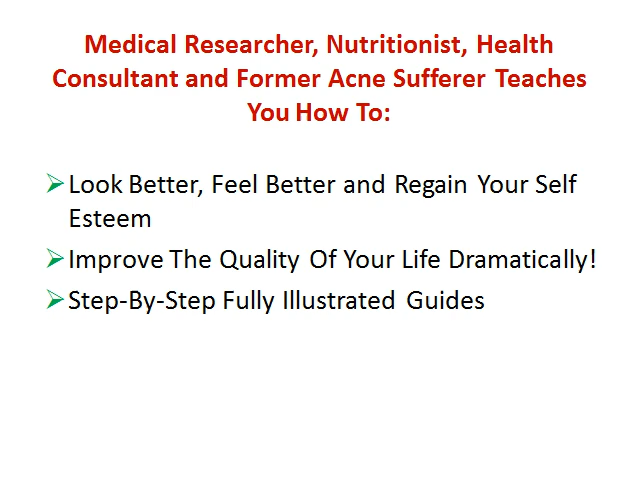 Medical Researcher, Nutritionist, Health
Consultant and Former Acne Sufferer Teaches
You How To:
Look Better, Feel Better and Regain Your Self
Esteem
Improve The Quality Of Your Life Dramatically!
Step-By-Step Fully Illustrated Guides